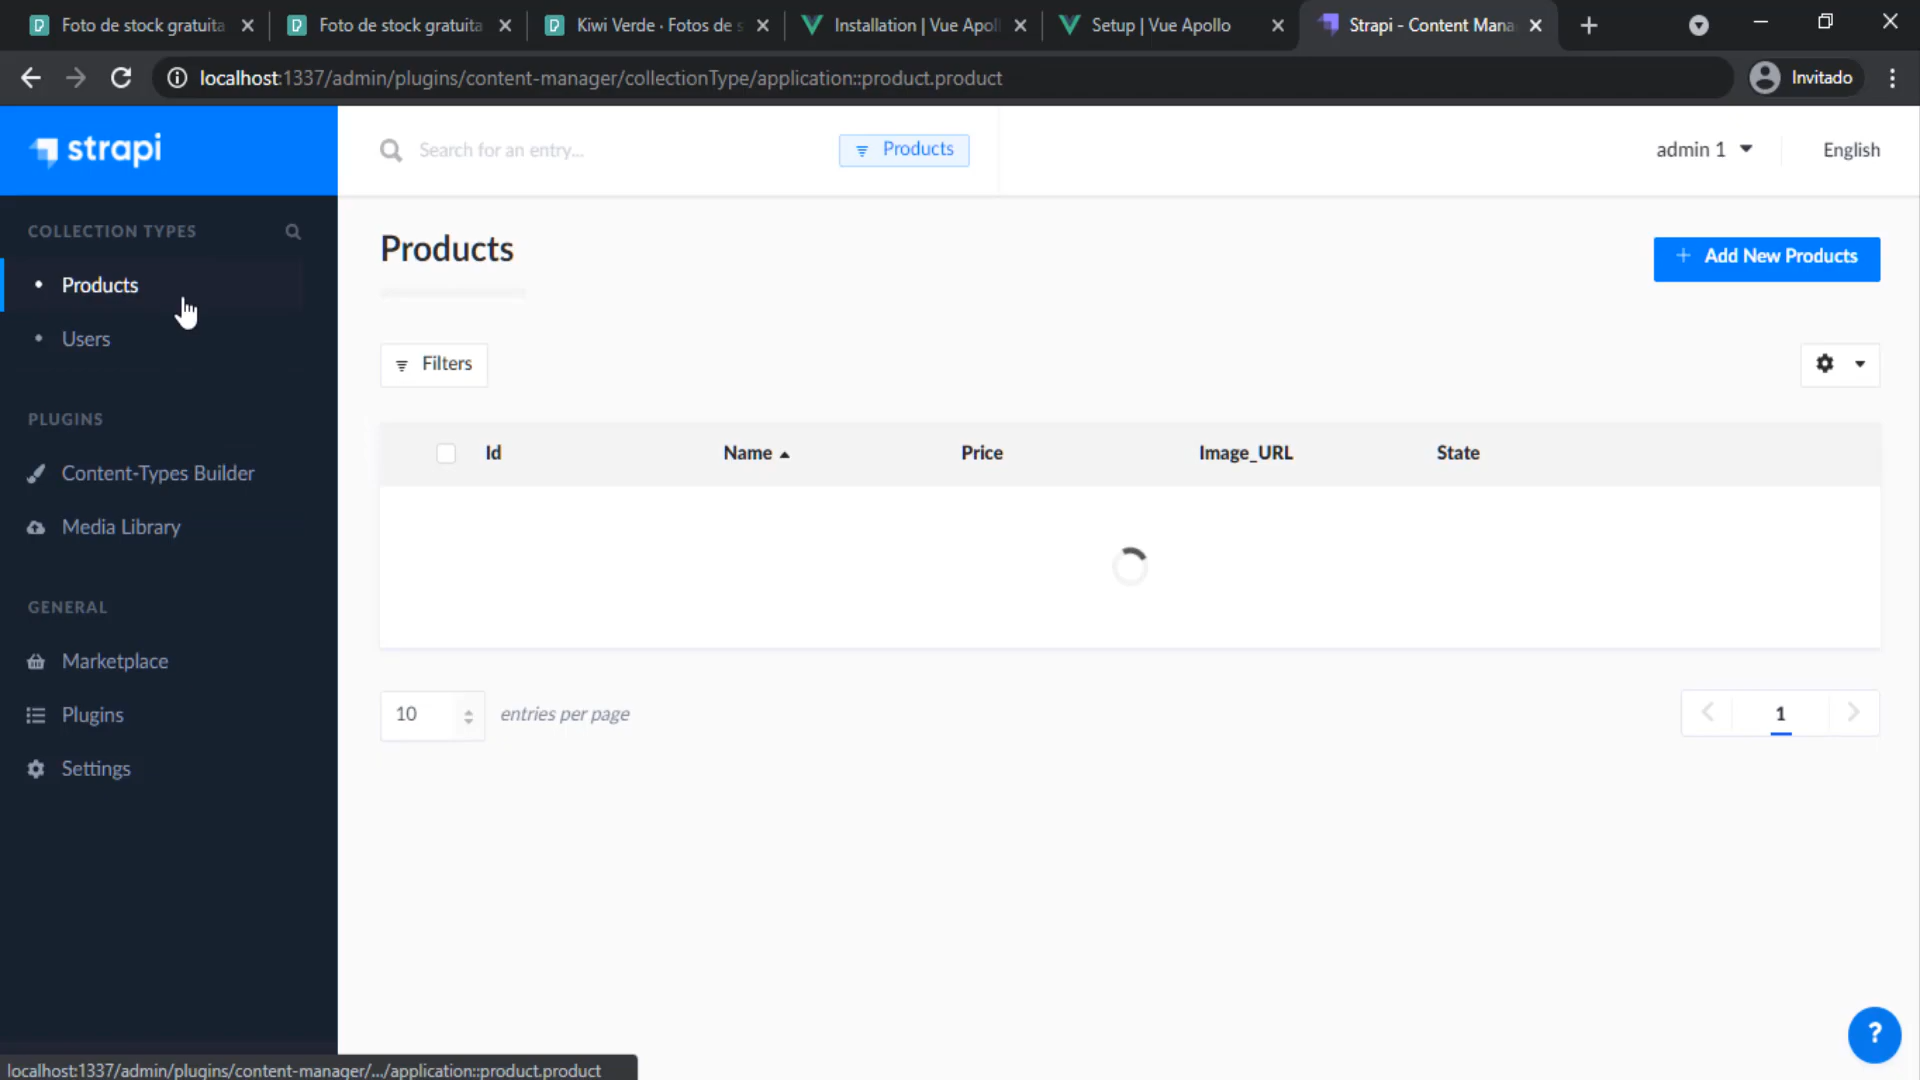 Foto de stock gratuita
Foto de stock gratuita
Kiwi Verde · Fotos de s
Installation | Vue Apol
Setup | Vue Apollo
Strapi - Content Mana
localhost:1337/admin/plugins/content-manager/collectionType/application::product.product
Invitado
strapi
Search for an entry...
Products
admin 1
English
COLLECTION TYPES
Products
Users
PLUGINS
Content-Types Builder
Media Library
GENERAL
Marketplace
Plugins
Settings
Products
+ Add New Products
Filters
Id Name Price Image_URL State
10 entries per page
1
?
localhost:1337/admin/plugins/content-manager/.../application::product.product